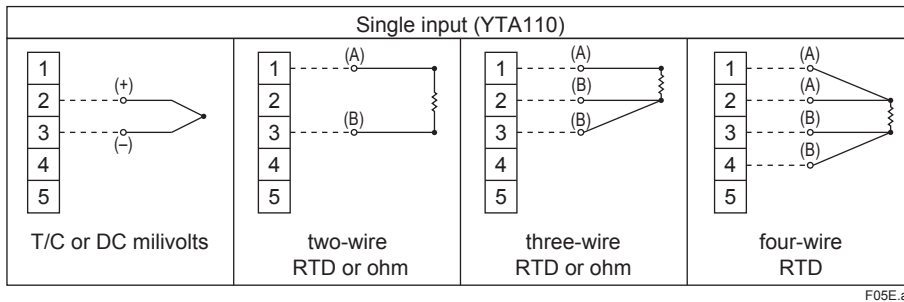 Single input (YTA110)
1
2
3
4
5
(+)
(–)
T/C or DC milivolts
1
2
3
4
5
(A)
(B)
two-wire
RTD or ohm
1
2
3
4
5
(A)
(B)
(B)
three-wire
RTD or ohm
1
2
3
4
5
(A)
(A)
(B)
(B)
four-wire
RTD